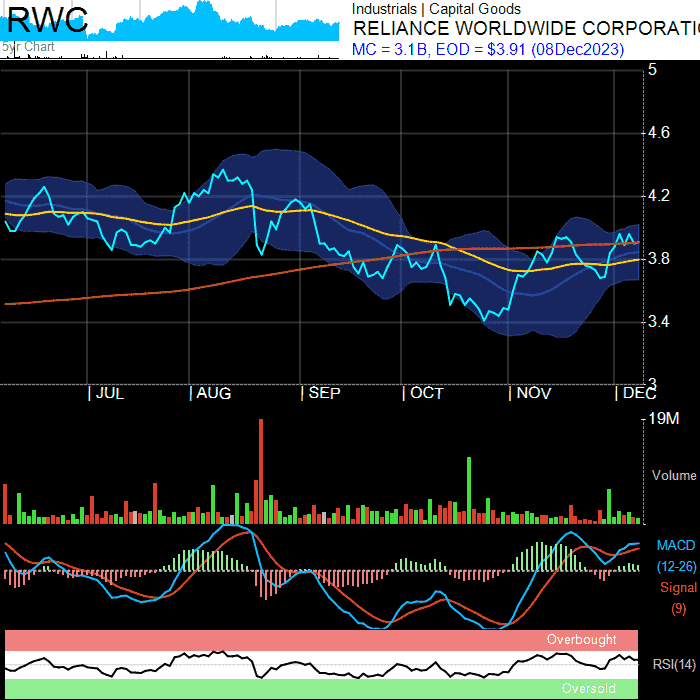 RWC
5yr Chart
Industrials | Capital Goods
RELIANCE WORLDWIDE CORPORATI
MC = 3.1B, EOD = $3.91 (08Dec2023)
5
4.6
4.2
3.8
3.4
3
JUL
AUG
SEP
OCT
NOV
DEC
19M
Volume
MACD
(12-26)
Signal
(9)
Overbought
RSI(14)
Oversold